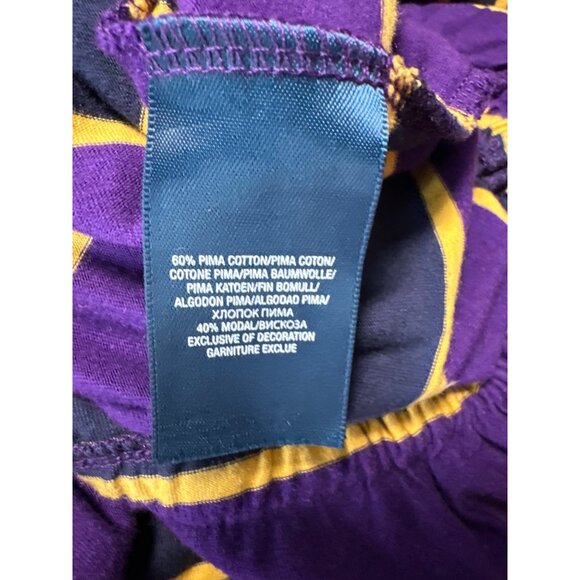 60% PIMA COTTON/PIMA COTON/
COTONE PIMA/PIMA BAUMWOLLE/
PIMA KATOEN/FIN BOMULL/
ALGODON PIMA/ALGODAO PIMA/
ХЛОПОК ПИМА
40% MODAL/ВИСКОЗА
EXCLUSIVE OF DECORATION
GARNITURE EXCLUE